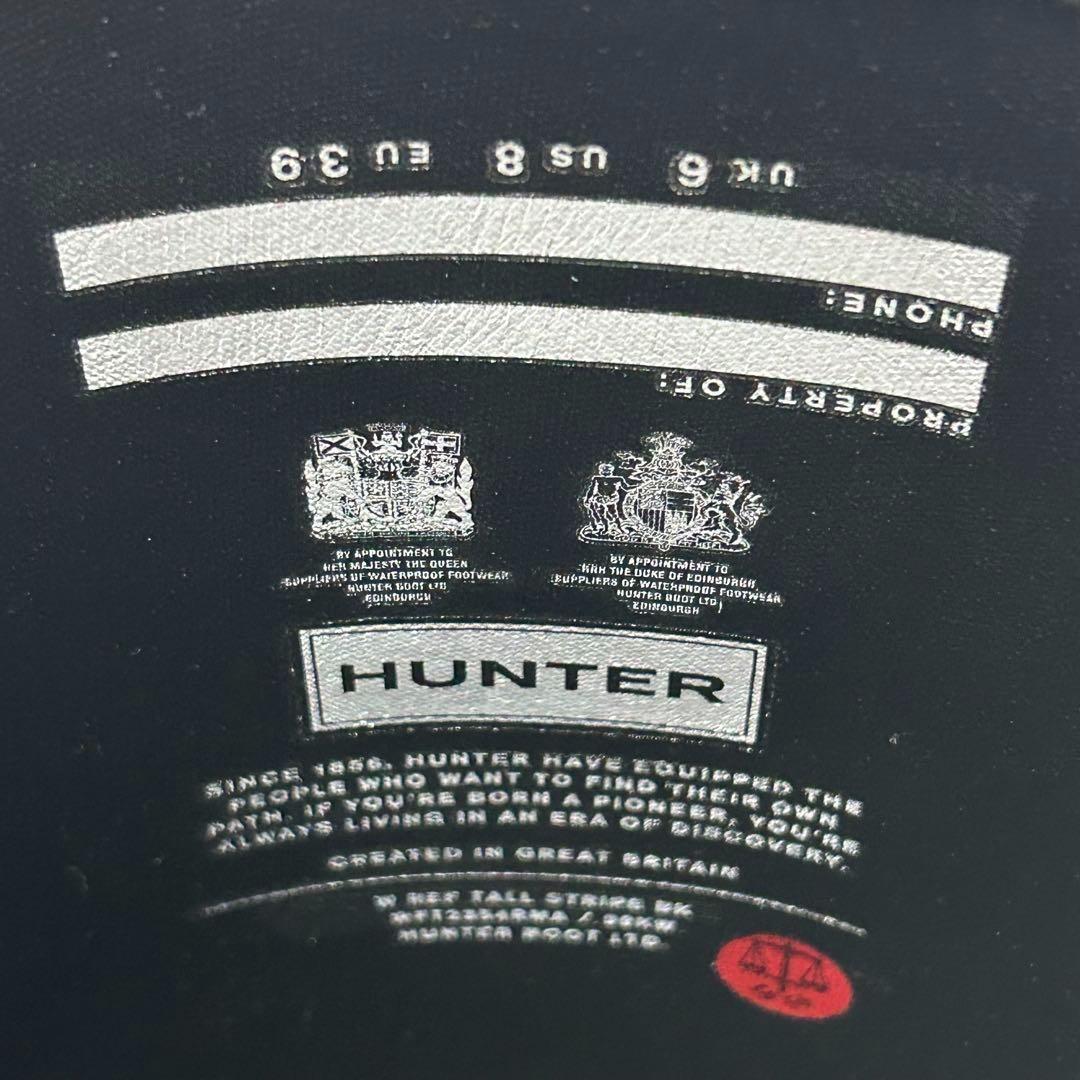 UK 6 US 8 EU 39
PHONE:
PROPERTY OF:
BY APPOINTMENT TO
HER MAJESTY THE QUEEN
SUPPLIERS OF WATERPROOF FOOTWEAR
HUNTER BOOT LTD
EDINBURGH
BY APPOINTMENT TO
HRH THE DUKE OF EDINBURGH
SUPPLIERS OF WATERPROOF FOOTWEAR
HUNTER BOOT LTD
EDINBURGH
HUNTER
SINCE 1856, HUNTER HAVE EQUIPPED THE
PEOPLE WHO WANT TO FIND THEIR OWN
PATH. IF YOU'RE BORN A PIONEER, YOU'RE
ALWAYS LIVING IN AN ERA OF DISCOVERY.
CREATED IN GREAT BRITAIN
W REF TALL STRIPE BK
HUNTER BOOT LTD.